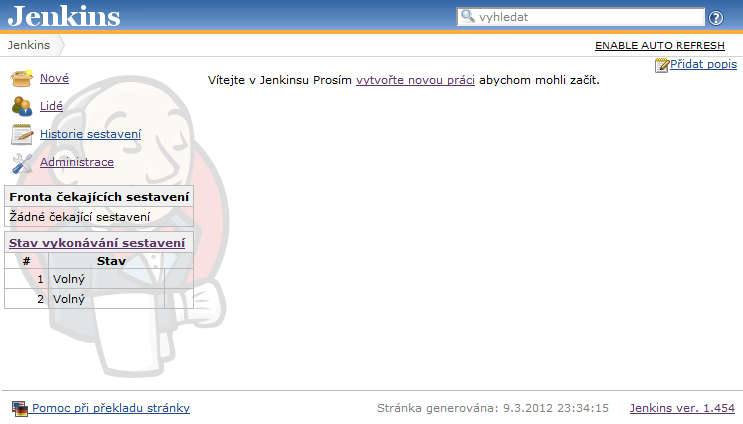 Jenkins
vyhledat
?
Jenkins
ENABLE AUTO REFRESH
Přidat popis
Nové
Vítejte v Jenkinsu Prosím vytvořte novou práci abychom mohli začít.
Lidé
Historie sestavení
Administrace
Fronta čekajících sestavení
Žádné čekající sestavení
Stav vykonávání sestavení
# Stav
1 Volný
2 Volný
Pomoc při překladu stránky Stránka generována: 9.3.2012 23:34:15 Jenkins ver. 1.454